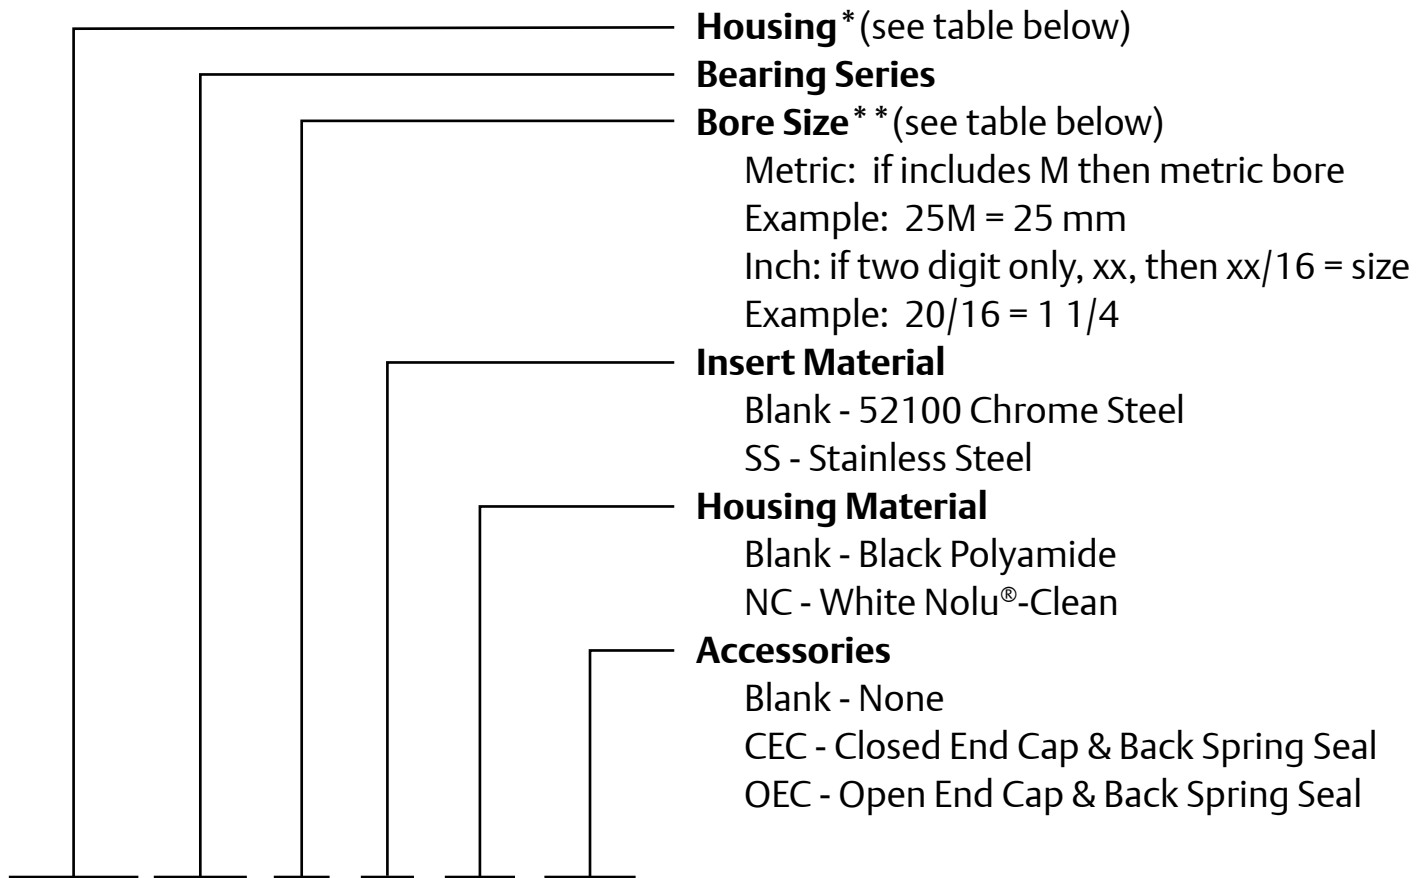 Housing*(see table below)
Bearing Series
Bore Size**(see table below)
Metric: if includes M then metric bore
Example: 25M = 25 mm
Inch: if two digit only, xx, then xx/16 = size
Example: 20/16 = 1 1/4
Insert Material
Blank - 52100 Chrome Steel
SS - Stainless Steel
Housing Material
Blank - Black Polyamide
NC - White Nolu®-Clean
Accessories
Blank - None
CEC - Closed End Cap & Back Spring Seal
OEC - Open End Cap & Back Spring Seal